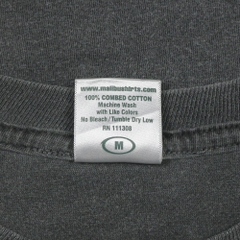 www.malibushirts.com
100% COMBED COTTON
Machine Wash
with Like Colors
No Bleach/Tumble Dry Low
RN 111308
M